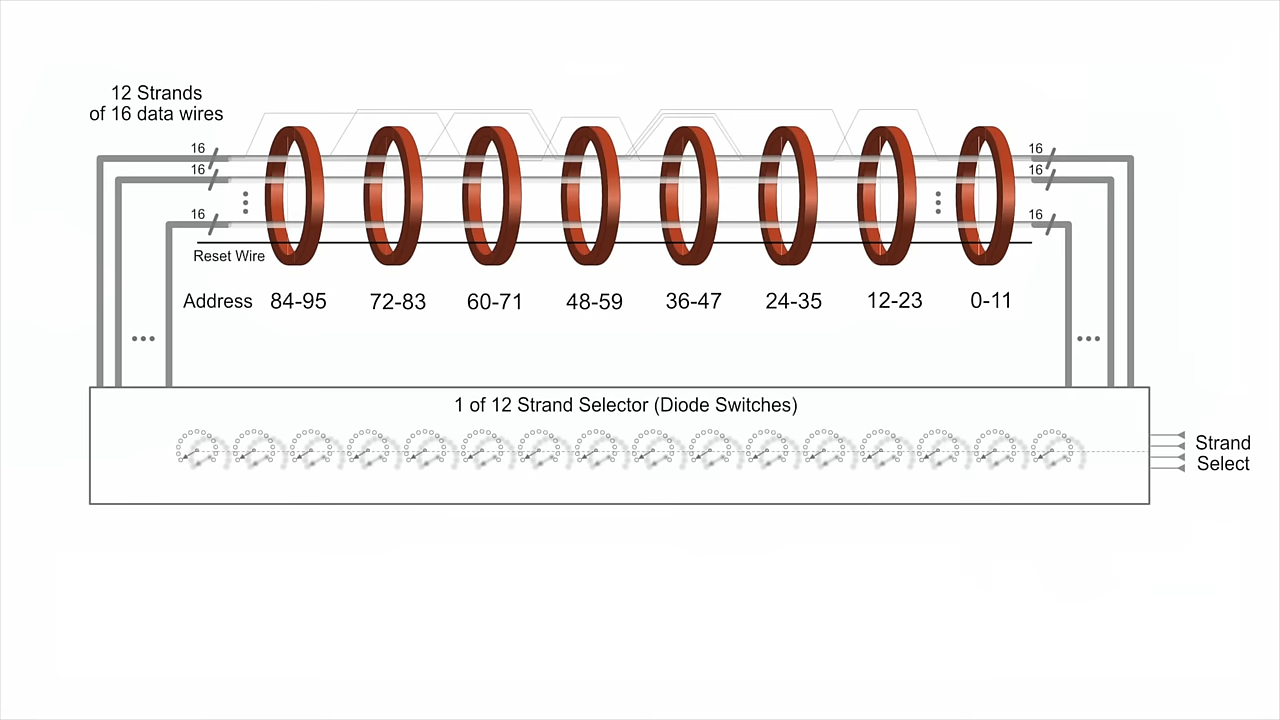 12 Strands
of 16 data wires
16
16
16
16
16
16
Reset Wire
Address 84-95 72-83 60-71 48-59 36-47 24-35 12-23 0-11
1 of 12 Strand Selector (Diode Switches)
Strand
Select